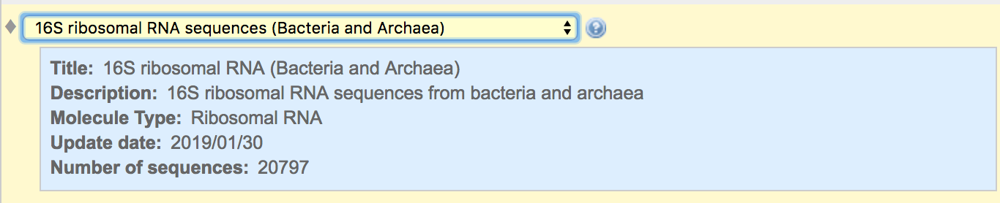 16S ribosomal RNA sequences (Bacteria and Archaea)
Title: 16S ribosomal RNA (Bacteria and Archaea)
Description: 16S ribosomal RNA sequences from bacteria and archaea
Molecule Type: Ribosomal RNA
Update date: 2019/01/30
Number of sequences: 20797